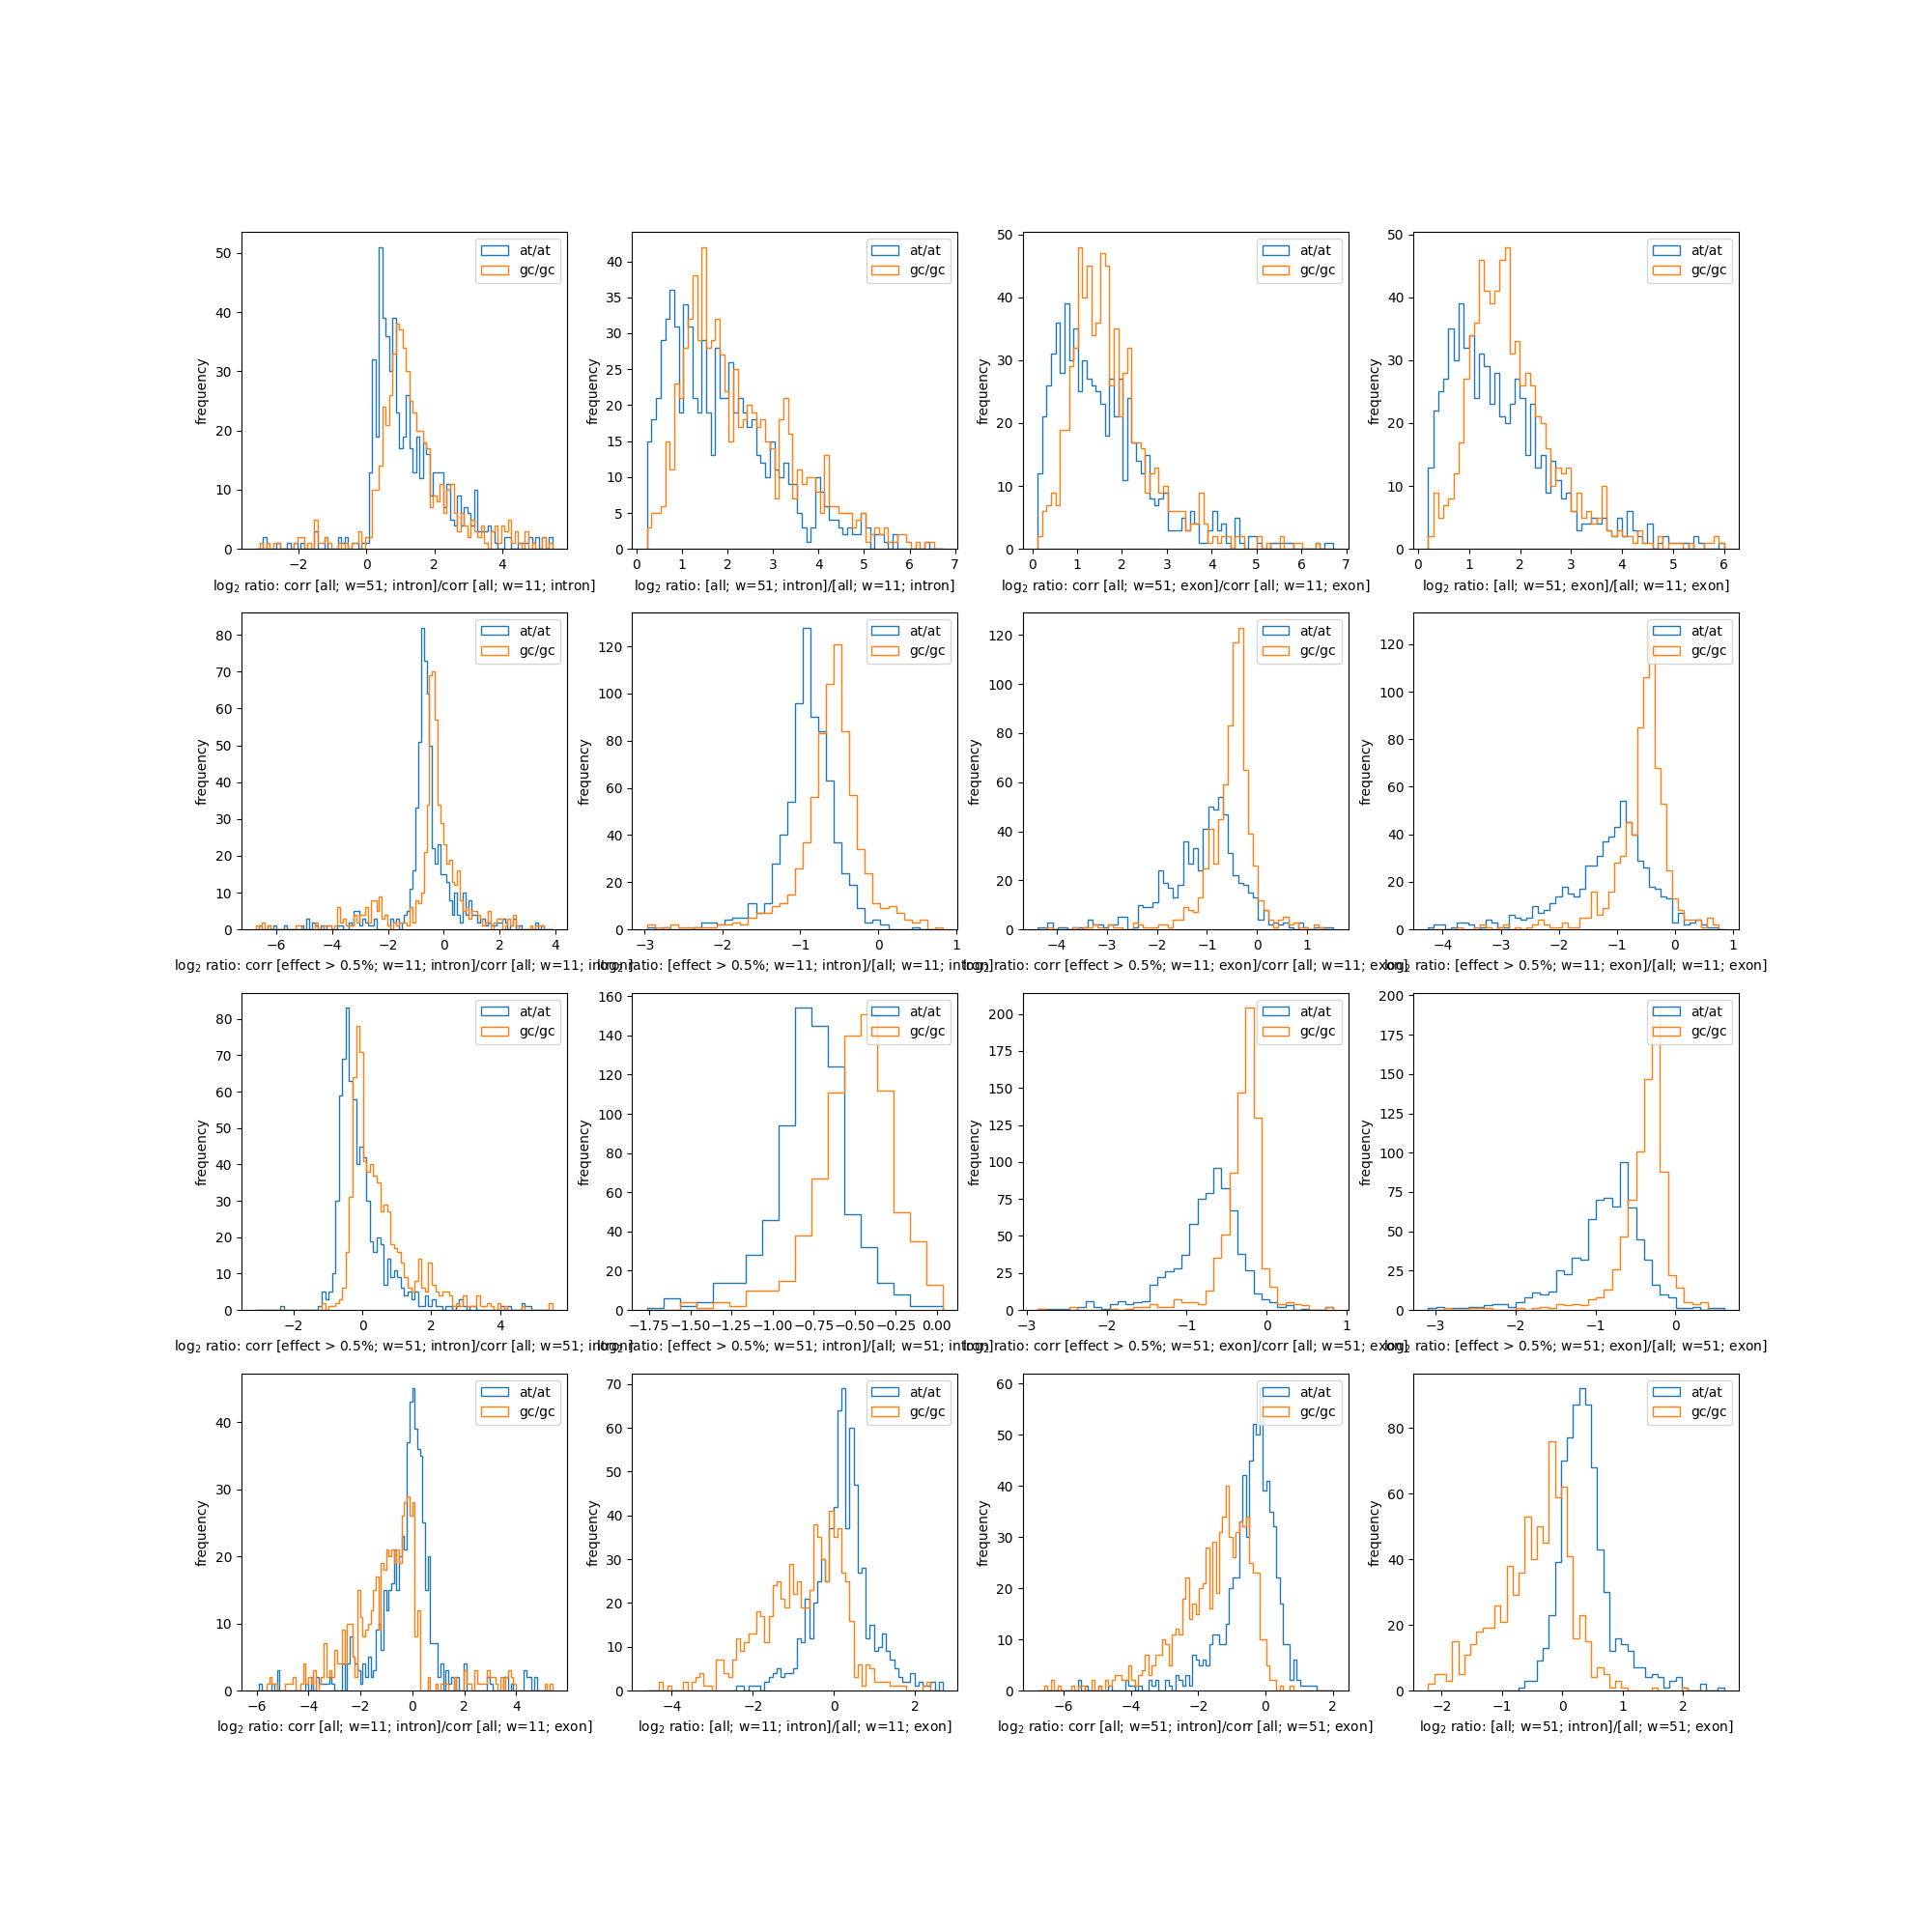 at/at
gc/gc
50
40
30
20
10
0
frequency
−2 0 2 4
log2 ratio: corr [all; w=51; intron]/corr [all; w=11; intron]
at/at
gc/gc
40
35
30
25
20
15
10
5
0
frequency
0 1 2 3 4 5 6 7
log2 ratio: [all; w=51; intron]/[all; w=11; intron]
at/at
gc/gc
50
40
30
20
10
0
frequency
0 1 2 3 4 5 6 7
log2 ratio: corr [all; w=51; exon]/corr [all; w=11; exon]
at/at
gc/gc
50
40
30
20
10
0
frequency
0 1 2 3 4 5 6
log2 ratio: [all; w=51; exon]/[all; w=11; exon]
at/at
gc/gc
80
70
60
50
40
30
20
10
0
frequency
−6 −4 −2 0 2 4
log2 ratio: corr [effect > 0.5%; w=11; intron]/corr [all; w=11; intron]
at/at
gc/gc
120
100
80
60
40
20
0
frequency
−3 −2 −1 0 1
log2 ratio: [effect > 0.5%; w=11; intron]/[all; w=11; intron]
at/at
gc/gc
120
100
80
60
40
20
0
frequency
−4 −3 −2 −1 0 1
log2 ratio: corr [effect > 0.5%; w=11; exon]/corr [all; w=11; exon]
at/at
gc/gc
120
100
80
60
40
20
0
frequency
−4 −3 −2 −1 0 1
log2 ratio: [effect > 0.5%; w=11; exon]/[all; w=11; exon]
at/at
gc/gc
80
70
60
50
40
30
20
10
0
frequency
−2 0 2 4
log2 ratio: corr [effect > 0.5%; w=51; intron]/corr [all; w=51; intron]
at/at
gc/gc
160
140
120
100
80
60
40
20
0
frequency
−1.75 −1.50 −1.25 −1.00 −0.75 −0.50 −0.25 0.00
log2 ratio: [effect > 0.5%; w=51; intron]/[all; w=51; intron]
at/at
gc/gc
200
175
150
125
100
75
50
25
0
frequency
−3 −2 −1 0 1
log2 ratio: corr [effect > 0.5%; w=51; exon]/corr [all; w=51; exon]
at/at
gc/gc
200
175
150
125
100
75
50
25
0
frequency
−3 −2 −1 0
log2 ratio: [effect > 0.5%; w=51; exon]/[all; w=51; exon]
at/at
gc/gc
40
30
20
10
0
frequency
−6 −4 −2 0 2 4
log2 ratio: corr [all; w=11; intron]/corr [all; w=11; exon]
at/at
gc/gc
70
60
50
40
30
20
10
0
frequency
−4 −2 0 2
log2 ratio: [all; w=11; intron]/[all; w=11; exon]
at/at
gc/gc
60
50
40
30
20
10
0
frequency
−6 −4 −2 0 2
log2 ratio: corr [all; w=51; intron]/corr [all; w=51; exon]
at/at
gc/gc
80
60
40
20
0
frequency
−2 −1 0 1 2
log2 ratio: [all; w=51; intron]/[all; w=51; exon]